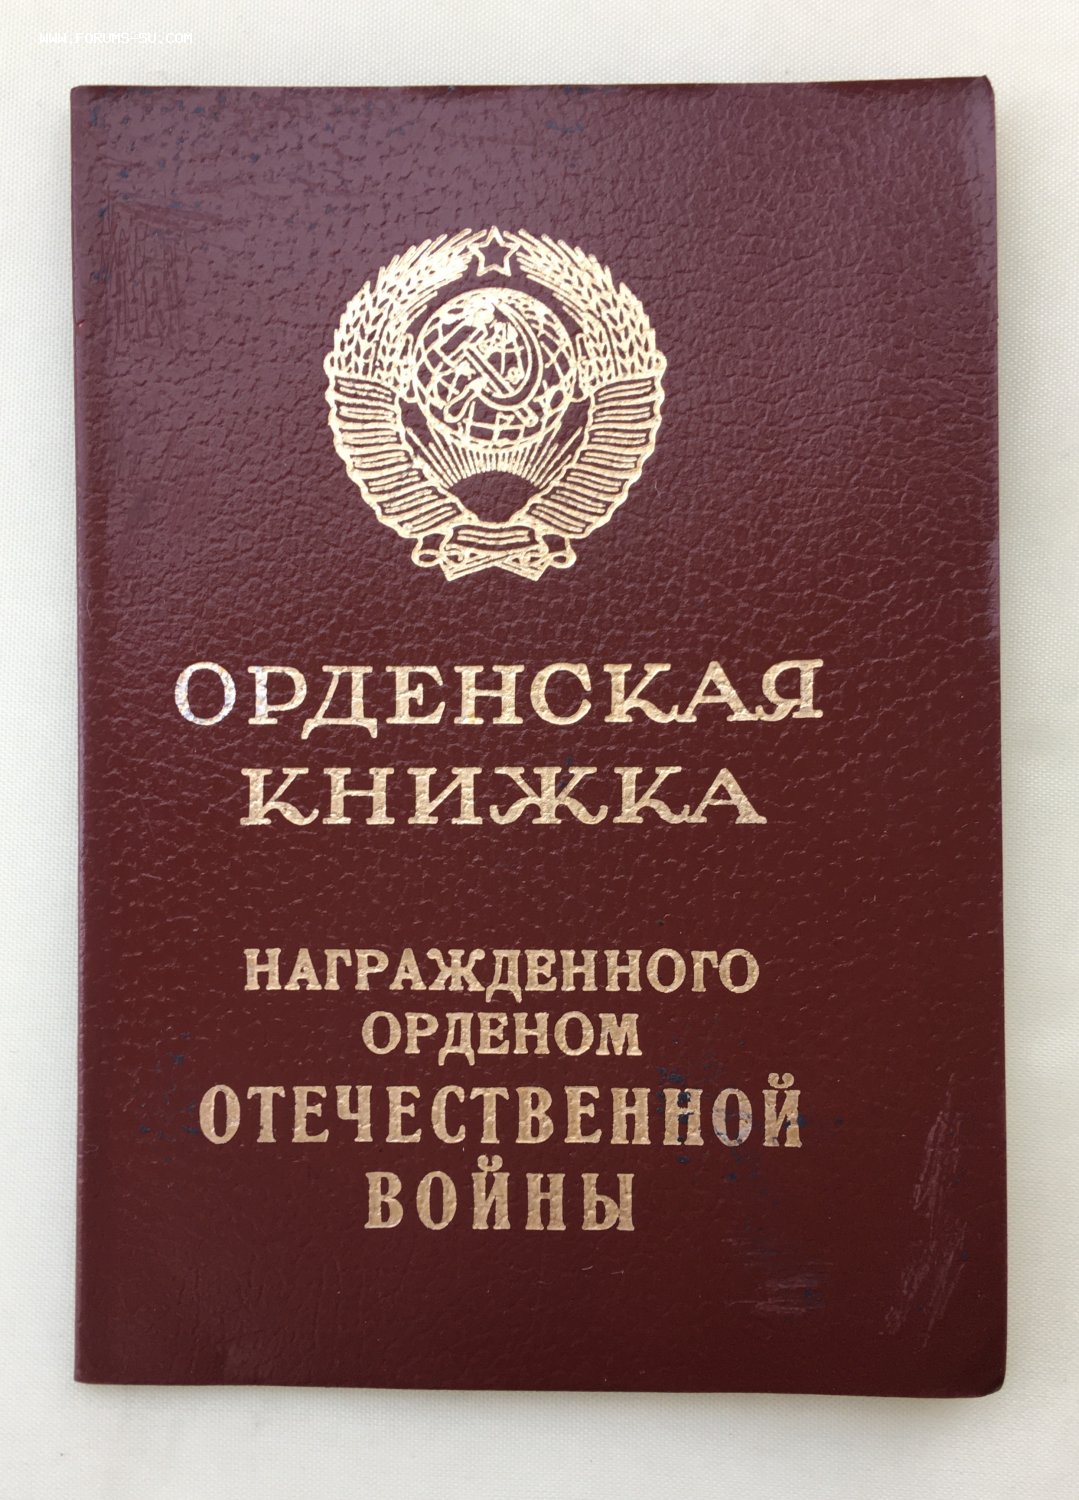 WWW.FORUMS-SU.COM
ОРДЕНСКАЯ
КНИЖКА
НАГРАЖДЕННОГО
ОРДЕНОМ
ОТЕЧЕСТВЕННОЙ
ВОЙНЫ